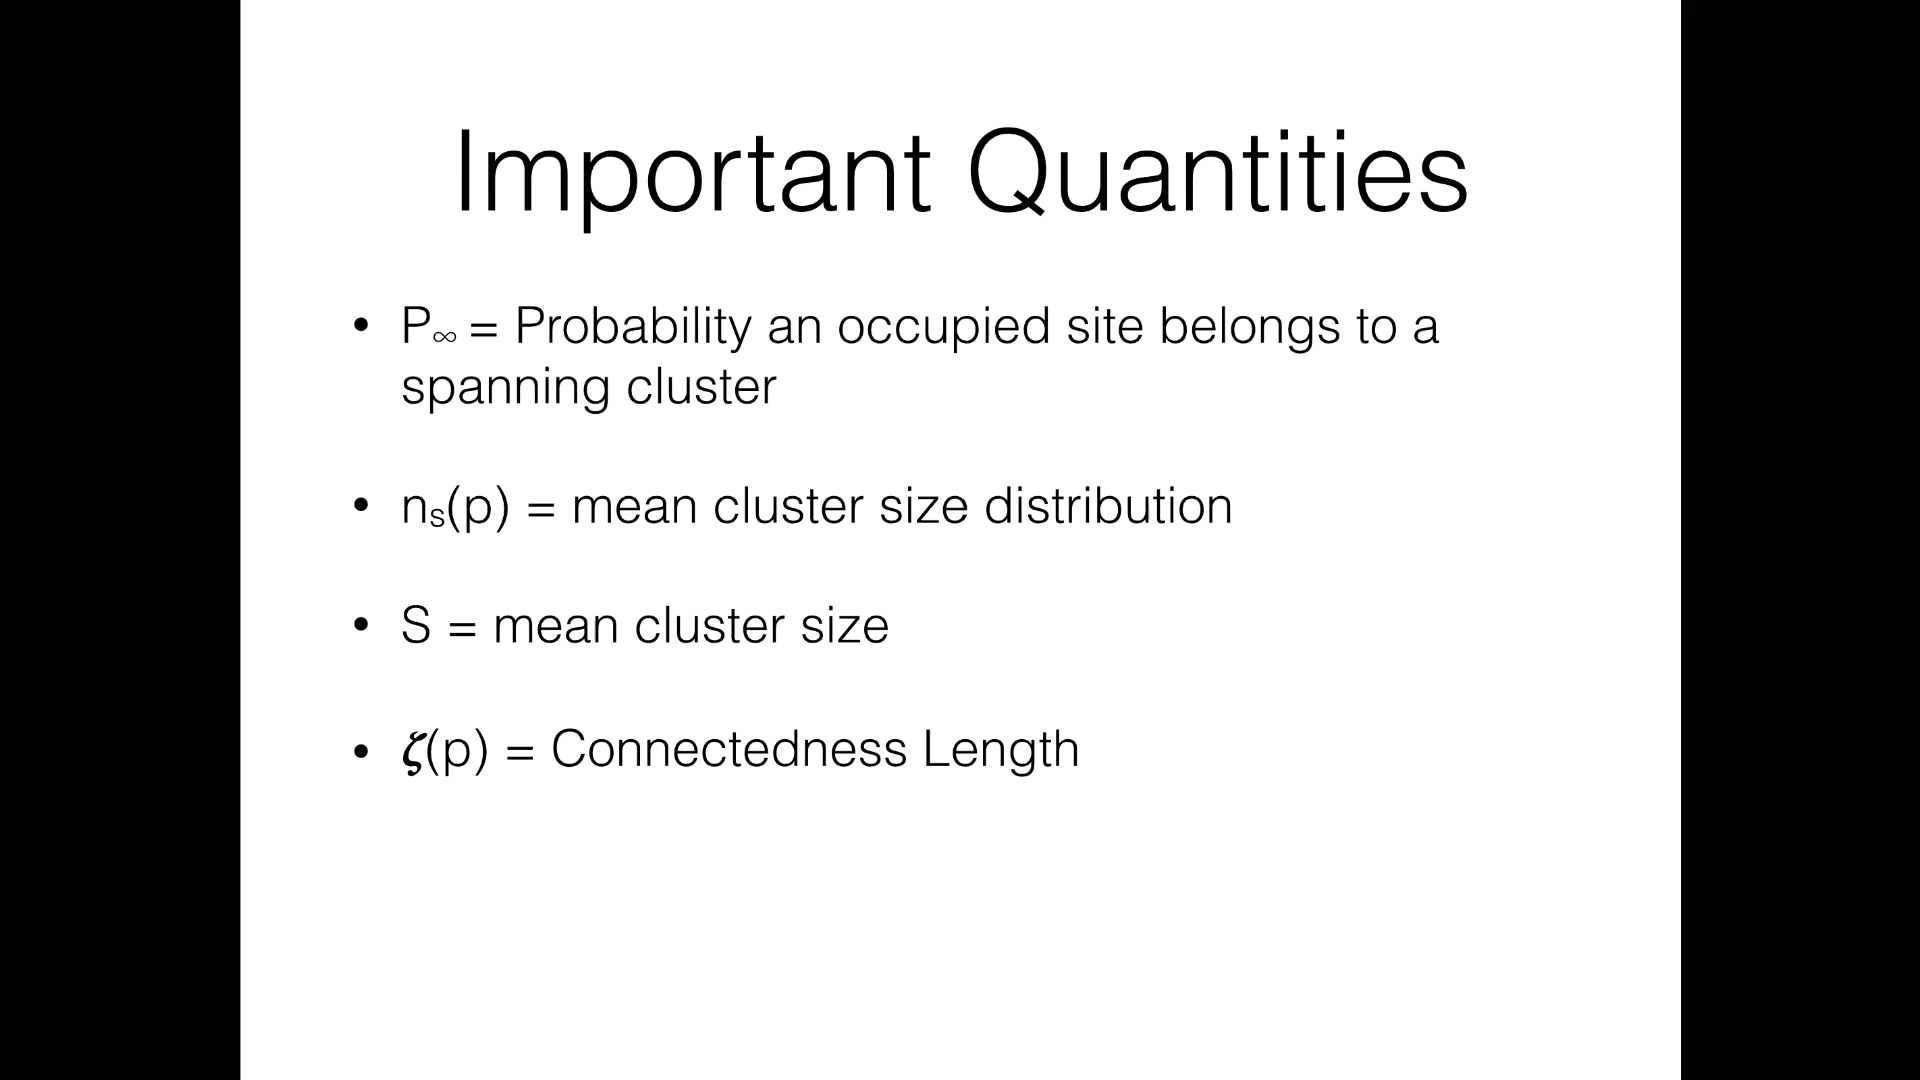 Important Quantities
• P∞ = Probability an occupied site belongs to a
spanning cluster
• nₛ(p) = mean cluster size distribution
• S = mean cluster size
• ζ(p) = Connectedness Length